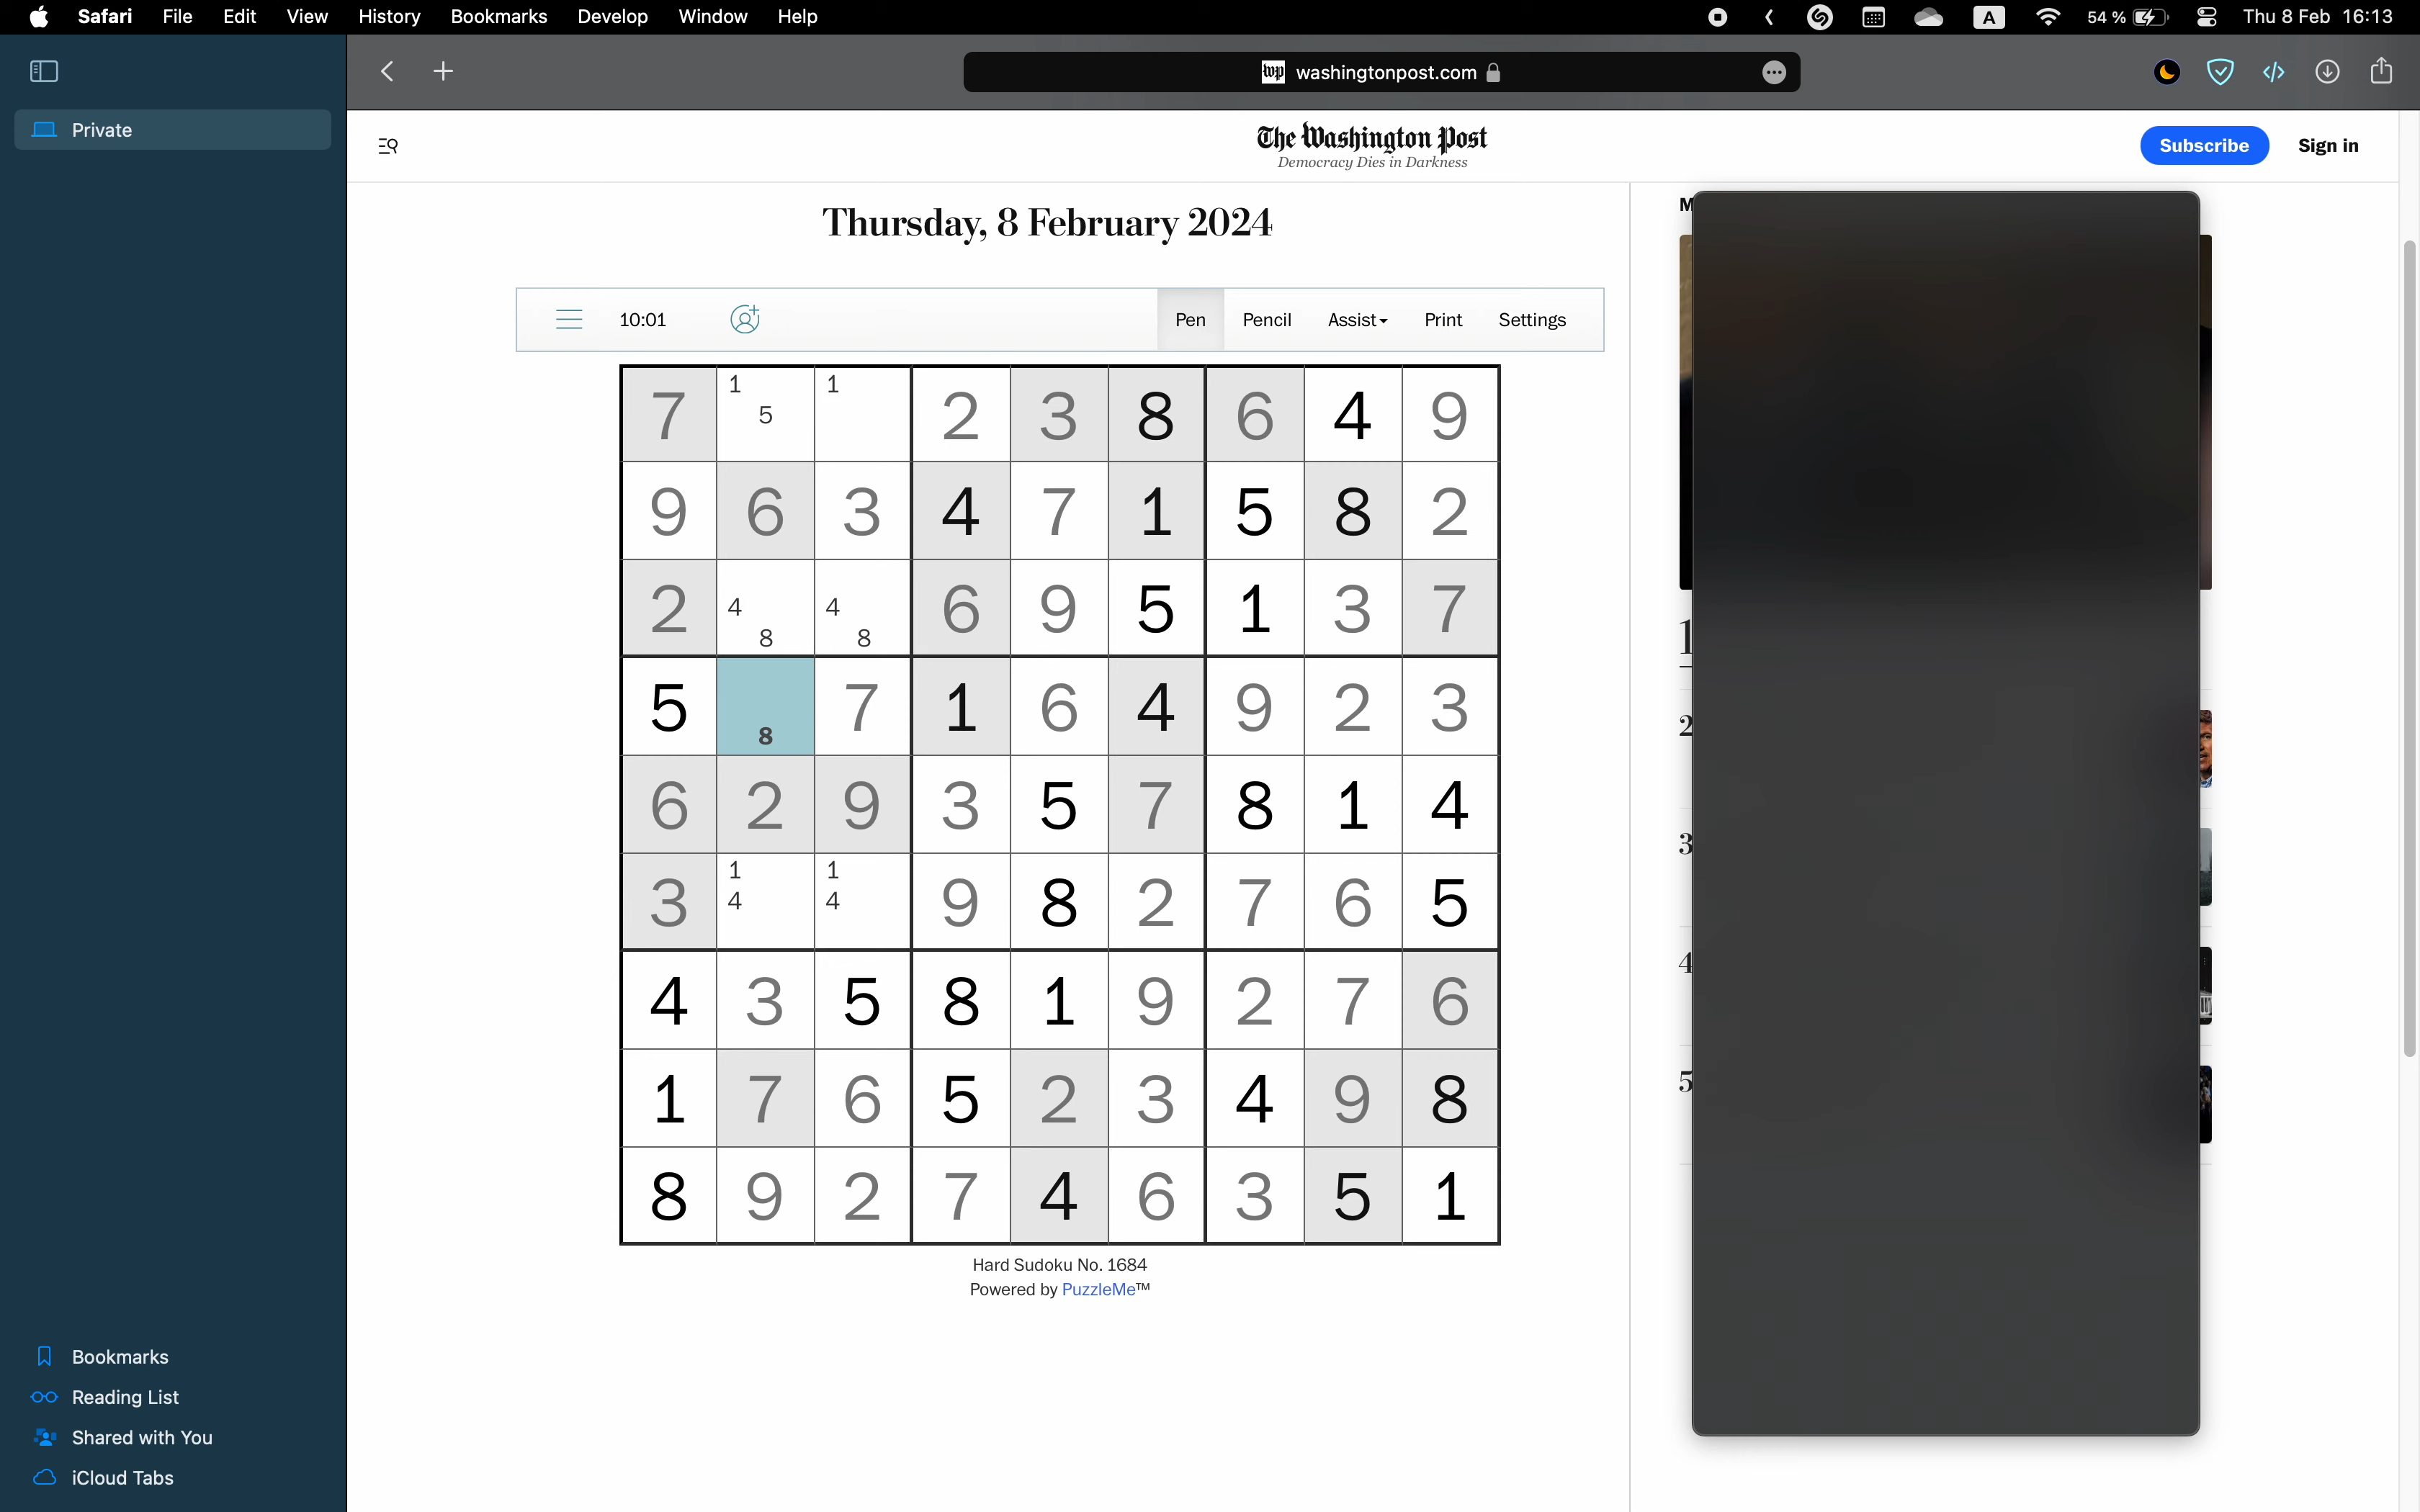 Safari File Edit View History Bookmarks Develop Window Help A 54 % Thu 8 Feb 16:13
wp washingtonpost.com
Private
The Washington Post
Democracy Dies in Darkness
Subscribe Sign in
Thursday, 8 February 2024
10:01 Pen Pencil Assist Print Settings
7 1 5 1 2 3 8 6 4 9
9 6 3 4 7 1 5 8 2
2 4 8 4 8 6 9 5 1 3 7
5 8 7 1 6 4 9 2 3
6 2 9 3 5 7 8 1 4
3 1 4 1 4 9 8 2 7 6 5
4 3 5 8 1 9 2 7 6
1 7 6 5 2 3 4 9 8
8 9 2 7 4 6 3 5 1
Hard Sudoku No. 1684
Powered by PuzzleMe™
M
1
2
3
4
5
Bookmarks
Reading List
Shared with You
iCloud Tabs